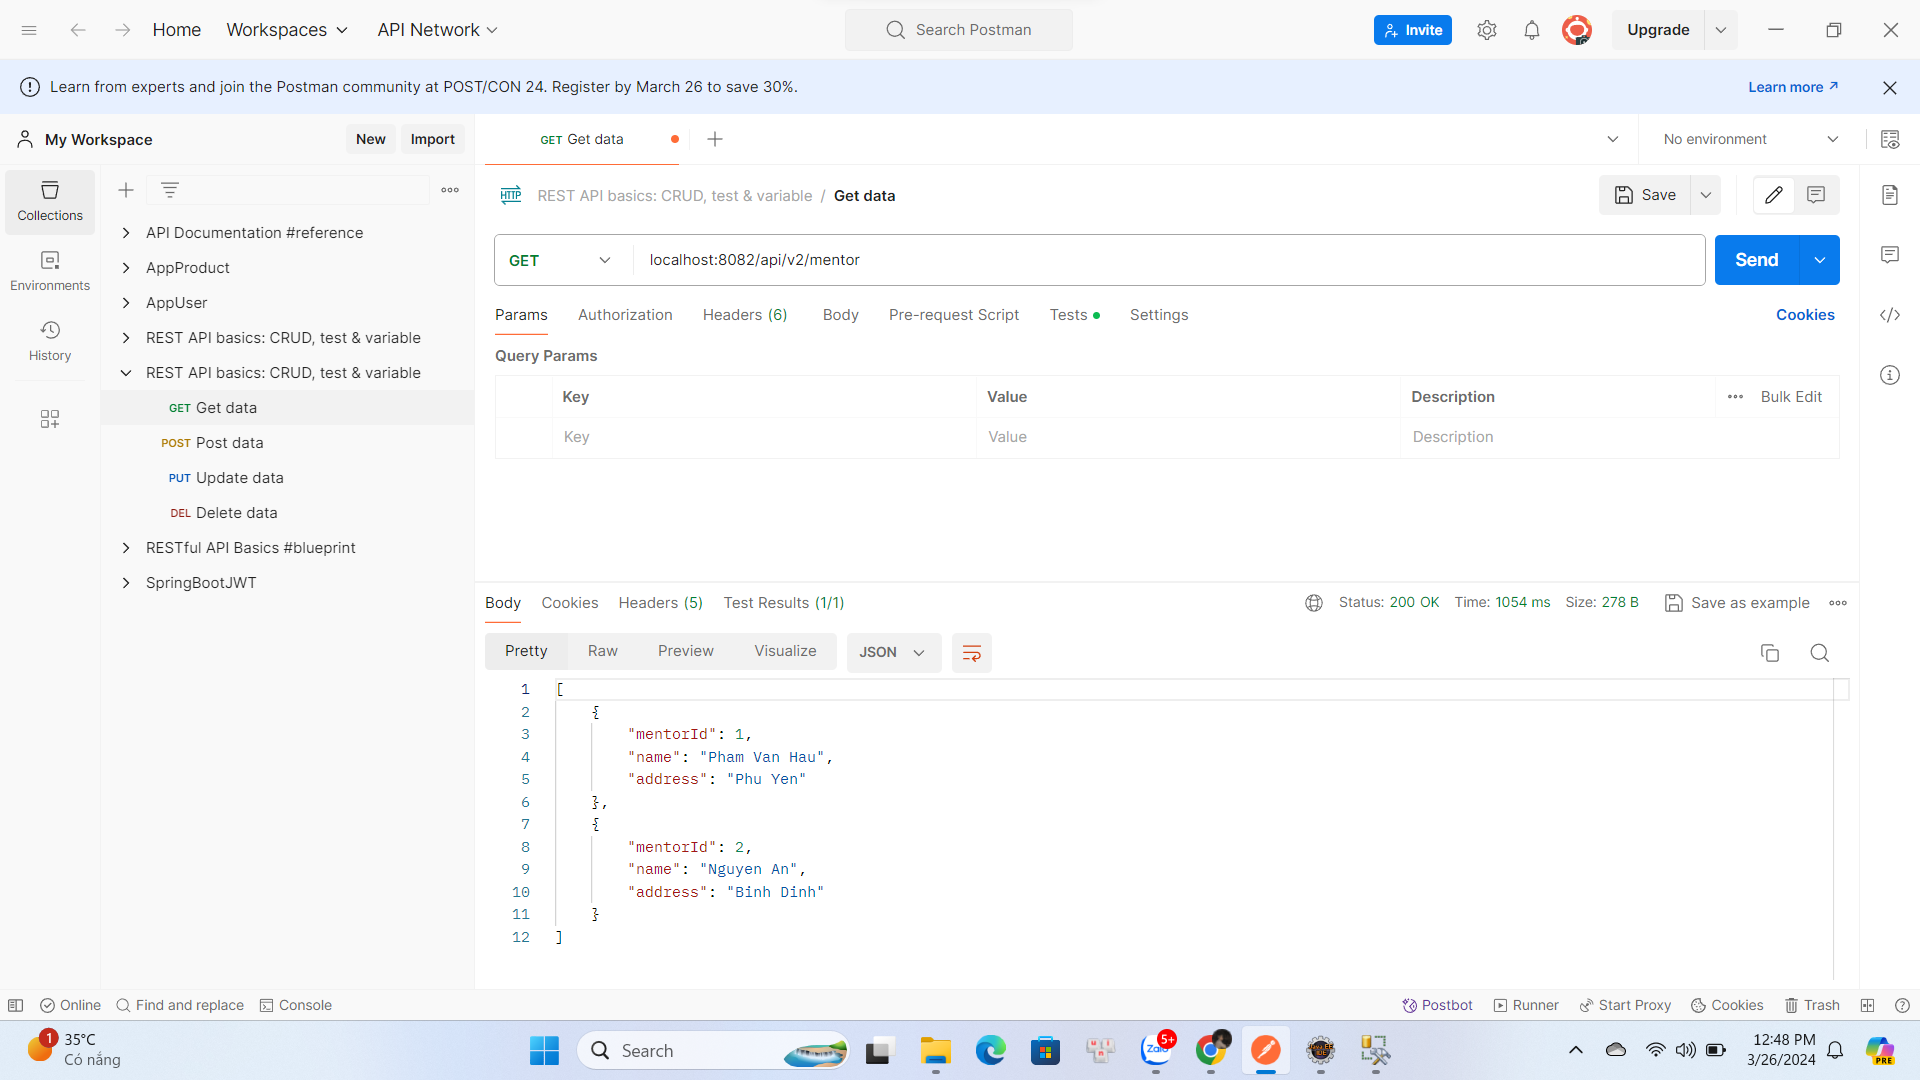 Home Workspaces API Network Search Postman Invite Upgrade
Learn from experts and join the Postman community at POST/CON 24. Register by March 26 to save 30%. Learn more
My Workspace New Import GET Get data No environment
Collections
Environments
History
API Documentation #reference
AppProduct
AppUser
REST API basics: CRUD, test & variable
REST API basics: CRUD, test & variable
GET Get data
POST Post data
PUT Update data
DEL Delete data
RESTful API Basics #blueprint
SpringBootJWT
HTTP REST API basics: CRUD, test & variable / Get data Save
GET localhost:8082/api/v2/mentor Send
Params Authorization Headers (6) Body Pre-request Script Tests Settings Cookies
Query Params
Key Value Description Bulk Edit
Key Value Description
Body Cookies Headers (5) Test Results (1/1) Status: 200 OK Time: 1054 ms Size: 278 B Save as example
Pretty Raw Preview Visualize JSON
1 [
2 {
3 "mentorId": 1,
4 "name": "Pham Van Hau",
5 "address": "Phu Yen"
6 },
7 {
8 "mentorId": 2,
9 "name": "Nguyen An",
10 "address": "Binh Dinh"
11 }
12 ]
Online Find and replace Console Postbot Runner Start Proxy Cookies Trash
1 35°C
Có nắng
Search
Zalo 5+
12:48 PM
3/26/2024
PRE